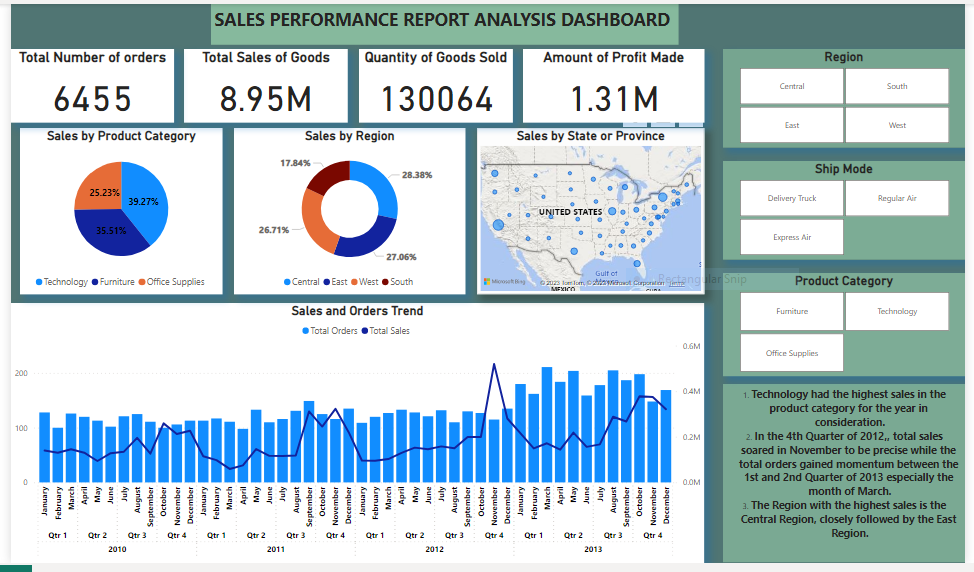 SALES PERFORMANCE REPORT ANALYSIS DASHBOARD
Total Number of orders
6455
Total Sales of Goods
8.95M
Quantity of Goods Sold
130064
Amount of Profit Made
1.31M
Region
Central
South
East
West
Ship Mode
Delivery Truck
Regular Air
Express Air
Product Category
Furniture
Technology
Office Supplies
Sales by Product Category
25.23%
39.27%
35.51%
Technology Furniture Office Supplies
Sales by Region
17.84%
28.38%
26.71%
27.06%
Central East West South
Sales by State or Province
UNITED STATES
Gulf of
MEXICO
Microsoft Bing
© 2023 TomTom, © 2023 Microsoft Corporation Terms
Rectangular Snip
Sales and Orders Trend
Total Orders Total Sales
200
100
0
0.6M
0.4M
0.2M
0.0M
January February March April May June July August September October November December January February March April May June July August September October November December January February March April May June July August September October November December January February March April May June July August September October November December
Qtr 1 Qtr 2 Qtr 3 Qtr 4 Qtr 1 Qtr 2 Qtr 3 Qtr 4 Qtr 1 Qtr 2 Qtr 3 Qtr 4 Qtr 1 Qtr 2 Qtr 3 Qtr 4
2010 2011 2012 2013
1. Technology had the highest sales in the
product category for the year in
consideration.
2. In the 4th Quarter of 2012,, total sales
soared in November to be precise while the
total orders gained momentum between the
1st and 2nd Quarter of 2013 especially the
month of March.
3. The Region with the highest sales is the
Central Region, closely followed by the East
Region.